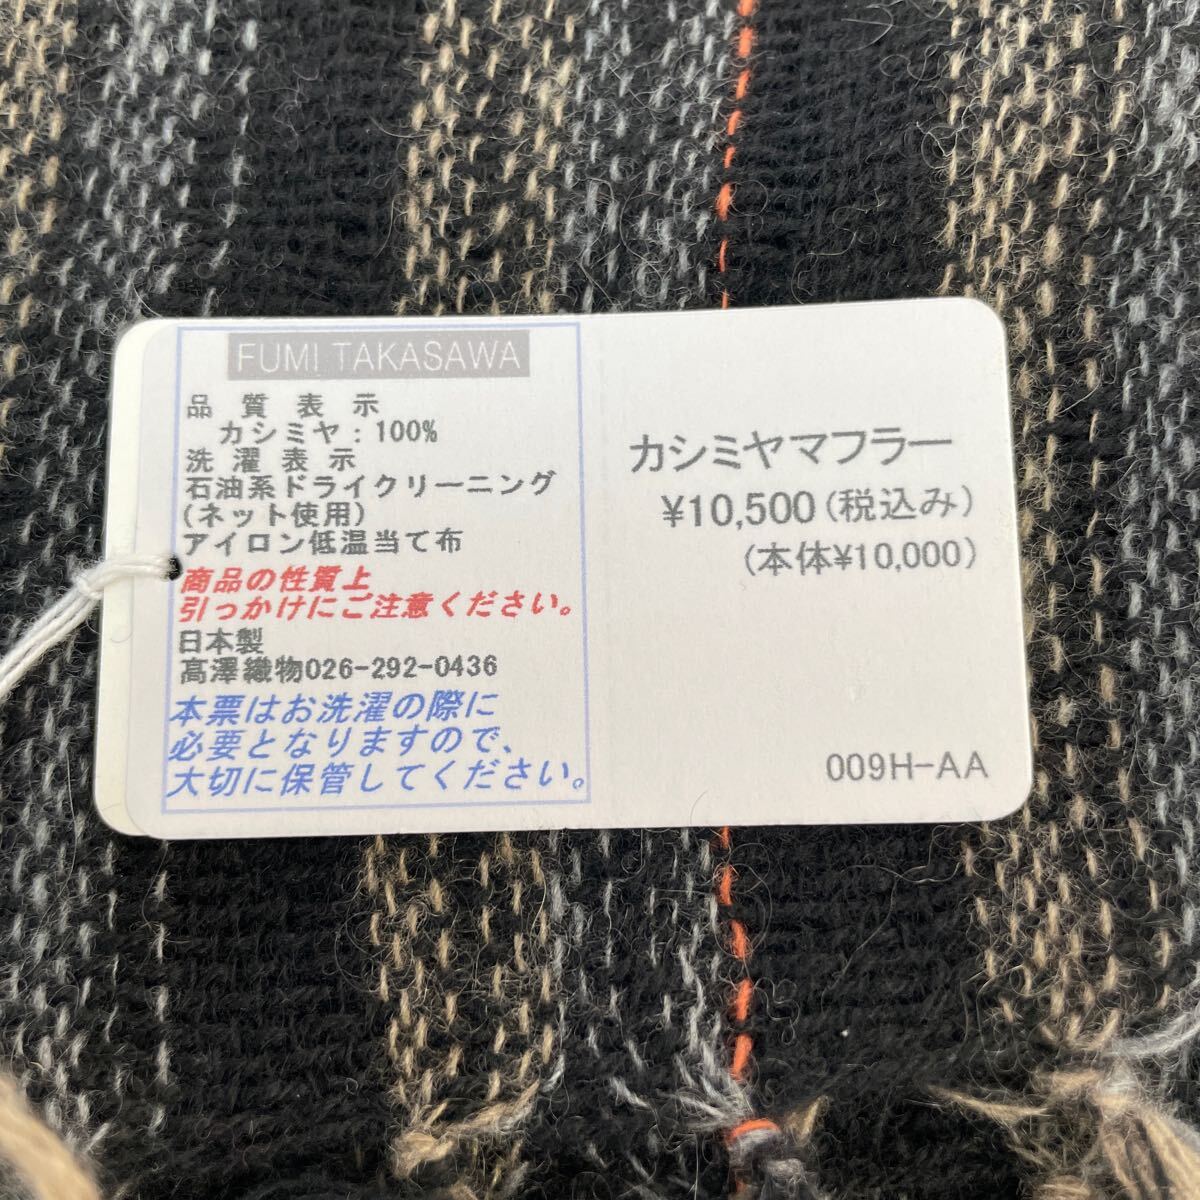 FUMI TAKASAWA
品質表示
カシミヤ:100%
洗濯表示
石油系ドライクリーニング
(ネット使用)
アイロン低温当て布
商品の性質上
引っかけにご注意ください。
日本製
髙澤織物026-292-0436
本票はお洗濯の際に
必要となりますので、
大切に保管してください。
カシミヤマフラー
¥10,500(税込み)
(本体¥10,000)
009H-AA